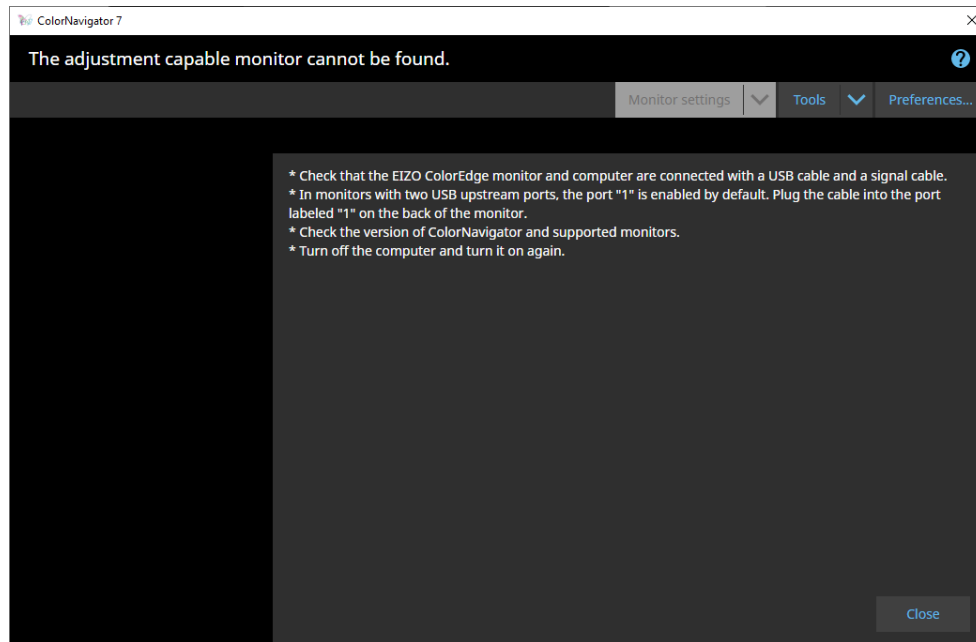 ColorNavigator 7
The adjustment capable monitor cannot be found.
Monitor settings
Tools
Preferences...
* Check that the EIZO ColorEdge monitor and computer are connected with a USB cable and a signal cable.
* In monitors with two USB upstream ports, the port "1" is enabled by default. Plug the cable into the port
labeled "1" on the back of the monitor.
* Check the version of ColorNavigator and supported monitors.
* Turn off the computer and turn it on again.
Close